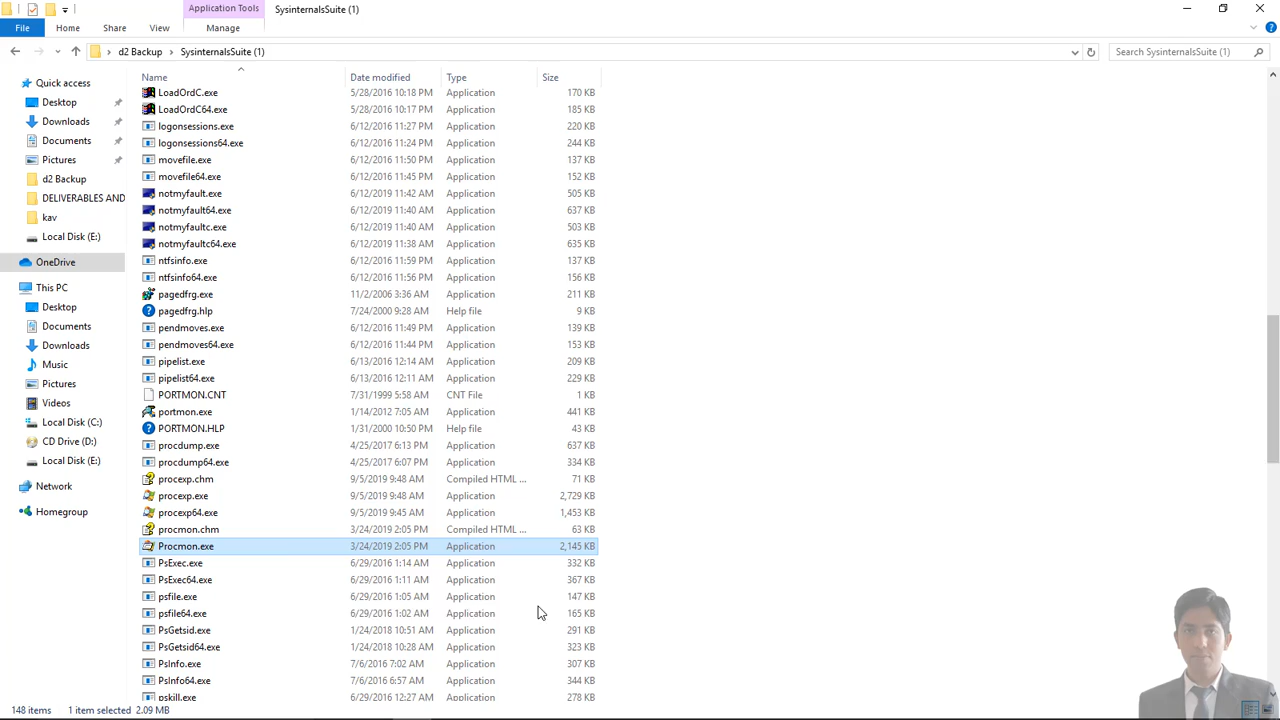 Application Tools
SysinternalsSuite (1)
File
Home
Share
View
Manage
d2 Backup
SysinternalsSuite (1)
Search SysinternalsSuite (1)
Quick access
Desktop
Downloads
Documents
Pictures
d2 Backup
DELIVERABLES AND
kav
Local Disk (E:)
OneDrive
This PC
Desktop
Documents
Downloads
Music
Pictures
Videos
Local Disk (C:)
CD Drive (D:)
Local Disk (E:)
Network
Homegroup
Name Date modified Type Size
LoadOrdC.exe 5/28/2016 10:18 PM Application 170 KB
LoadOrdC64.exe 5/28/2016 10:17 PM Application 185 KB
logonsessions.exe 6/12/2016 11:27 PM Application 220 KB
logonsessions64.exe 6/12/2016 11:24 PM Application 244 KB
movefile.exe 6/12/2016 11:50 PM Application 137 KB
movefile64.exe 6/12/2016 11:45 PM Application 152 KB
notmyfault.exe 6/12/2019 11:42 AM Application 505 KB
notmyfault64.exe 6/12/2019 11:40 AM Application 637 KB
notmyfaultc.exe 6/12/2019 11:40 AM Application 503 KB
notmyfaultc64.exe 6/12/2019 11:38 AM Application 635 KB
ntfsinfo.exe 6/12/2016 11:59 PM Application 137 KB
ntfsinfo64.exe 6/12/2016 11:56 PM Application 156 KB
pagedfrg.exe 11/2/2006 3:36 AM Application 211 KB
pagedfrg.hlp 7/24/2000 9:28 AM Help file 9 KB
pendmoves.exe 6/12/2016 11:49 PM Application 139 KB
pendmoves64.exe 6/12/2016 11:44 PM Application 153 KB
pipelist.exe 6/13/2016 12:14 AM Application 209 KB
pipelist64.exe 6/13/2016 12:11 AM Application 229 KB
PORTMON.CNT 7/31/1999 5:58 AM CNT File 1 KB
portmon.exe 1/14/2012 7:05 AM Application 441 KB
PORTMON.HLP 1/31/2000 10:50 PM Help file 43 KB
procdump.exe 4/25/2017 6:13 PM Application 637 KB
procdump64.exe 4/25/2017 6:07 PM Application 334 KB
procexp.chm 9/5/2019 9:48 AM Compiled HTML ... 71 KB
procexp.exe 9/5/2019 9:48 AM Application 2,729 KB
procexp64.exe 9/5/2019 9:45 AM Application 1,453 KB
procmon.chm 3/24/2019 2:05 PM Compiled HTML ... 63 KB
Procmon.exe 3/24/2019 2:05 PM Application 2,145 KB
PsExec.exe 6/29/2016 1:14 AM Application 332 KB
PsExec64.exe 6/29/2016 1:11 AM Application 367 KB
psfile.exe 6/29/2016 1:05 AM Application 147 KB
psfile64.exe 6/29/2016 1:02 AM Application 165 KB
PsGetsid.exe 1/24/2018 10:51 AM Application 291 KB
PsGetsid64.exe 1/24/2018 10:28 AM Application 323 KB
PsInfo.exe 7/6/2016 7:02 AM Application 307 KB
PsInfo64.exe 7/6/2016 6:57 AM Application 344 KB
pskill.exe 6/29/2016 12:27 AM Application 278 KB
148 items 1 item selected 2.09 MB